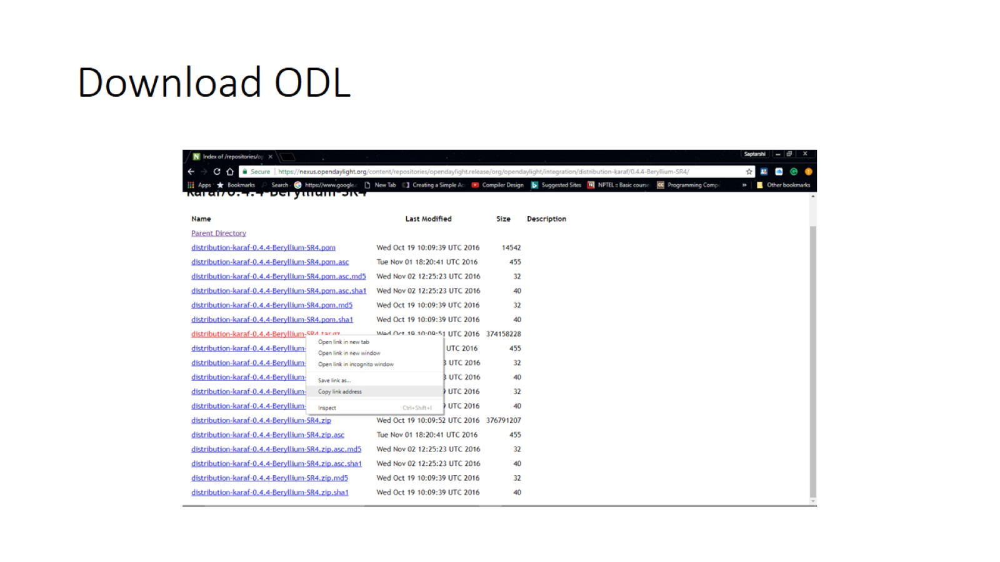 Download ODL
Index of /repositories/op
Saptarshi
Secure https://nexus.opendaylight.org/content/repositories/opendaylight.release/org/opendaylight/integration/distribution-karaf/0.4.4-Beryllium-SR4/
Apps Bookmarks Search https://www.google. New Tab Creating a Simple Compiler Design Suggested Sites NPTEL :: Basic course Programming Comp » Other bookmarks
karaf/0.4.4-Beryllium-SR4
Name Last Modified Size Description
Parent Directory
distribution-karaf-0.4.4-Beryllium-SR4.pom Wed Oct 19 10:09:39 UTC 2016 14542
distribution-karaf-0.4.4-Beryllium-SR4.pom.asc Tue Nov 01 18:20:41 UTC 2016 455
distribution-karaf-0.4.4-Beryllium-SR4.pom.asc.md5 Wed Nov 02 12:25:23 UTC 2016 32
distribution-karaf-0.4.4-Beryllium-SR4.pom.asc.sha1 Wed Nov 02 12:25:23 UTC 2016 40
distribution-karaf-0.4.4-Beryllium-SR4.pom.md5 Wed Oct 19 10:09:39 UTC 2016 32
distribution-karaf-0.4.4-Beryllium-SR4.pom.sha1 Wed Oct 19 10:09:39 UTC 2016 40
distribution-karaf-0.4.4-Beryllium-SR4.tar.gz Wed Oct 19 10:09:51 UTC 2016 374158228
Open link in new tab
distribution-karaf-0.4.4-Beryllium- UTC 2016 455
Open link in new window
distribution-karaf-0.4.4-Beryllium- 3 UTC 2016 32
Open link in incognito window
distribution-karaf-0.4.4-Beryllium- 3 UTC 2016 40
Save link as...
distribution-karaf-0.4.4-Beryllium- 9 UTC 2016 32
Copy link address
distribution-karaf-0.4.4-Beryllium- 9 UTC 2016 40
Inspect Ctrl+Shift+I
distribution-karaf-0.4.4-Beryllium-SR4.zip Wed Oct 19 10:09:52 UTC 2016 376791207
distribution-karaf-0.4.4-Beryllium-SR4.zip.asc Tue Nov 01 18:20:41 UTC 2016 455
distribution-karaf-0.4.4-Beryllium-SR4.zip.asc.md5 Wed Nov 02 12:25:23 UTC 2016 32
distribution-karaf-0.4.4-Beryllium-SR4.zip.asc.sha1 Wed Nov 02 12:25:23 UTC 2016 40
distribution-karaf-0.4.4-Beryllium-SR4.zip.md5 Wed Oct 19 10:09:39 UTC 2016 32
distribution-karaf-0.4.4-Beryllium-SR4.zip.sha1 Wed Oct 19 10:09:39 UTC 2016 40